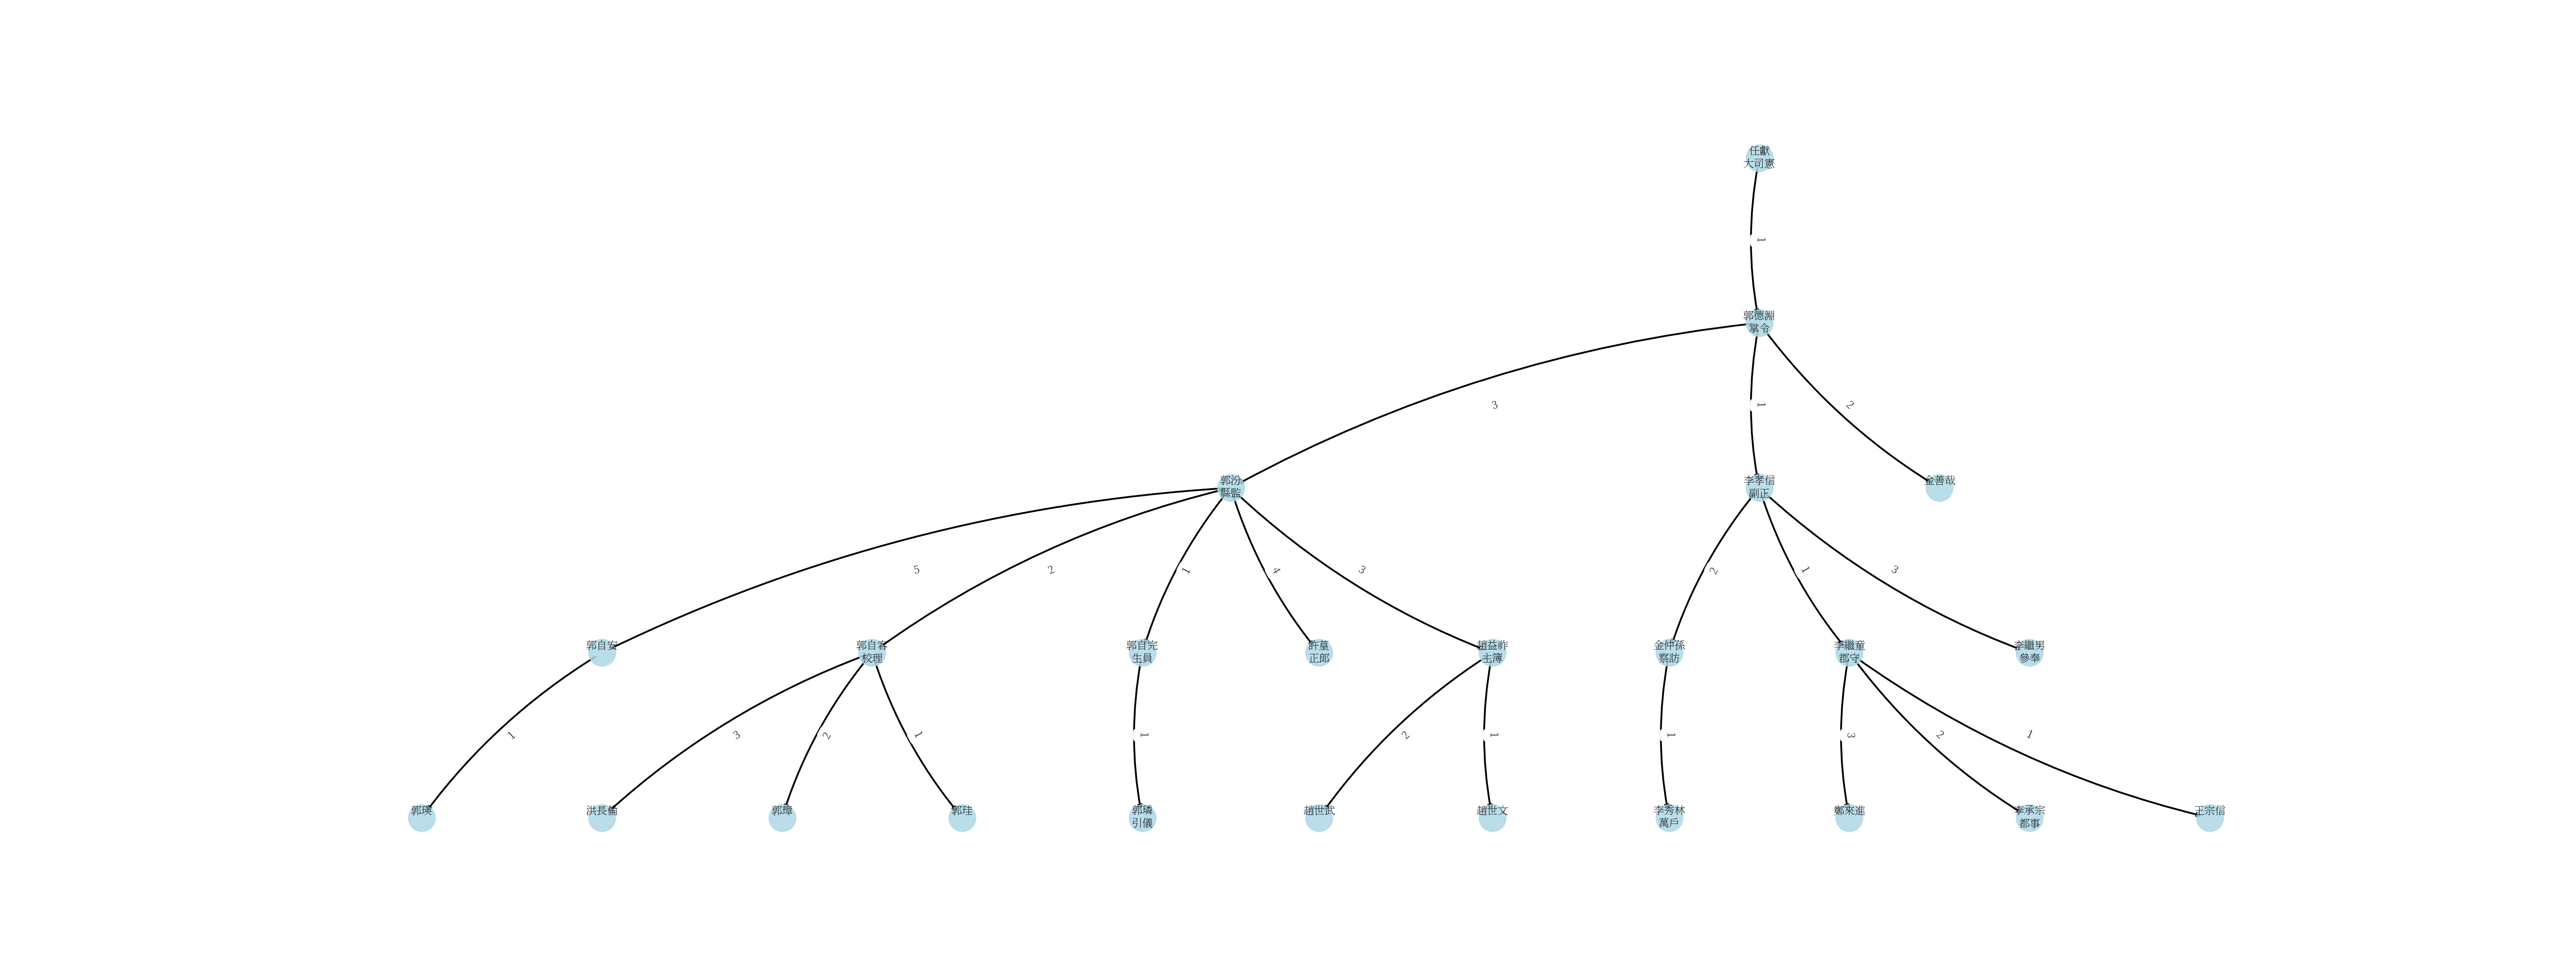 任獻
大司憲
1
郭德淵
掌令
3
1
2
郭汾
縣監
李孝信
副正
金善哉
5
2
1
4
3
2
1
3
郭自安
郭自容
校理
郭自完
生員
許菫
正郎
趙益祚
主簿
金仲孫
察訪
李繼童
郡守
李繼男
參奉
1
3
2
1
1
2
1
1
3
2
1
郭瑛
洪長倫
郭璋
郭珪
郭璘
引儀
趙世武
趙世文
李秀林
萬戶
鄭來進
李承宗
都事
王宗信